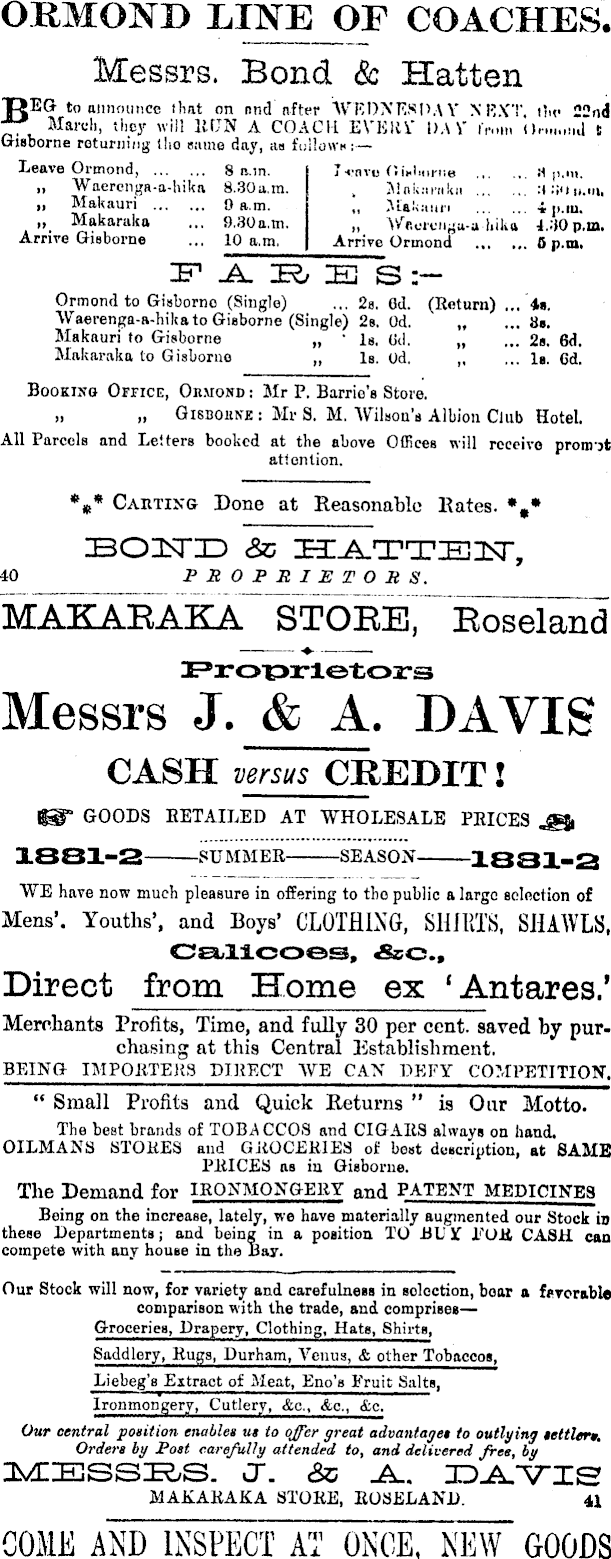 ORMOND LINE OF COACHES.
Messrs. Bond & Hatten
BEG to announce that on and after WEDNESDAY NEXT, the 22nd
March, they will RUN A COACH EVERY DAY from Ormond t
Gisborne returning the same day, as follows:—
Leave Ormond, ... ... 8 a.m.
„ Waerenga-a-hika 8.30 a.m.
„ Makauri ... ... 9 a.m.
„ Makaraka ... 9.30 a.m.
Arrive Gisborne ... 10 a.m.
Leave Gisborne ... ... 3 p.m.
„ Makaraka ... ... 3 30 p.m.
„ Makauri ... ... 4 p.m.
„ Waerenga-a hika 4.30 p.m.
Arrive Ormond ... ... 5 p.m.
FARES:—
Ormond to Gisborne (Single) ... 2s. 6d. (Return) ... 4s.
Waerenga-a-hika to Gisborne (Single) 2s. 0d. „ ... 3s.
Makauri to Gisborne „ 1s. 6d. „ ... 2s. 6d.
Makaraka to Gisborne „ 1s. 0d. „ ... 1s. 6d.
BOOKING OFFICE, ORMOND: Mr P. Barrie's Store.
„ „ GISBORNE: Mr S. M. Wilson's Albion Club Hotel.
All Parcels and Letters booked at the above Offices will receive prompt
attention.
*** CARTING Done at Reasonable Rates. ***
BOND & HATTEN,
40 PROPRIETORS.
MAKARAKA STORE, Roseland
Proprietors
Messrs J. & A. DAVIS
CASH versus CREDIT!
☞ GOODS RETAILED AT WHOLESALE PRICES ☜
1881-2——SUMMER——SEASON——1881-2
WE have now much pleasure in offering to the public a large selection of
Mens'. Youths', and Boys' CLOTHING, SHIRTS, SHAWLS,
Calicoes, &c.,
Direct from Home ex 'Antares.'
Merchants Profits, Time, and fully 30 per cent. saved by pur-
chasing at this Central Establishment.
BEING IMPORTERS DIRECT WE CAN DEFY COMPETITION.
" Small Profits and Quick Returns " is Our Motto.
The best brands of TOBACCOS and CIGARS always on hand.
OILMANS STORES and GROCERIES of best description, at SAME
PRICES as in Gisborne.
The Demand for IRONMONGERY and PATENT MEDICINES
Being on the increase, lately, we have materially augmented our Stock in
these Departments; and being in a position TO BUY FOR CASH can
compete with any house in the Bay.
Our Stock will now, for variety and carefulness in selection, bear a favorable
comparison with the trade, and comprises—
Groceries, Drapery, Clothing, Hats, Shirts,
Saddlery, Rugs, Durham, Venus, & other Tobaccos,
Liebeg's Extract of Meat, Eno's Fruit Salts,
Ironmongery, Cutlery, &c., &c., &c.
Our central position enables us to offer great advantages to outlying settlers.
Orders by Post carefully attended to, and delivered free, by
MESSRS. J. & A. DAVIS
MAKARAKA STORE, ROSELAND. 41
COME AND INSPECT AT ONCE, NEW GOODS